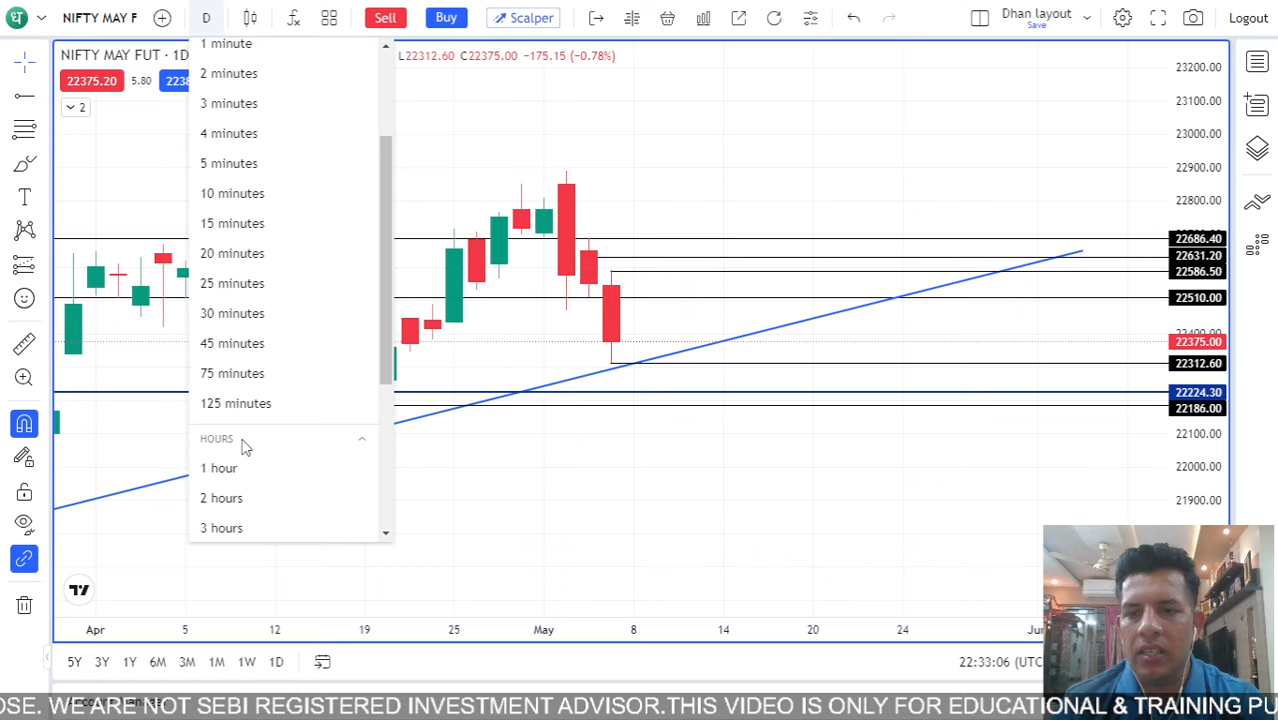 धन NIFTY MAY F D Sell Buy Scalper Dhan layout Save Logout
NIFTY MAY FUT · 1D L22312.60 C22375.00 −175.15 (−0.78%)
22375.20 5.80
2
1 minute
2 minutes
3 minutes
4 minutes
5 minutes
10 minutes
15 minutes
20 minutes
25 minutes
30 minutes
45 minutes
75 minutes
125 minutes
HOURS
1 hour
2 hours
3 hours
23200.00
23100.00
23000.00
22900.00
22800.00
22686.40
22631.20
22586.50
22510.00
22400.00
22375.00
22312.60
22224.30
22186.00
22100.00
22000.00
21900.00
Apr 5 12 19 25 May 8 14 20 24
5Y 3Y 1Y 6M 3M 1M 1W 1D 22:33:06 (UTC
OSE. WE ARE NOT SEBI REGISTERED INVESTMENT ADVISOR.THIS VIDEO IS ONLY FOR EDUCATIONAL & TRAINING PU